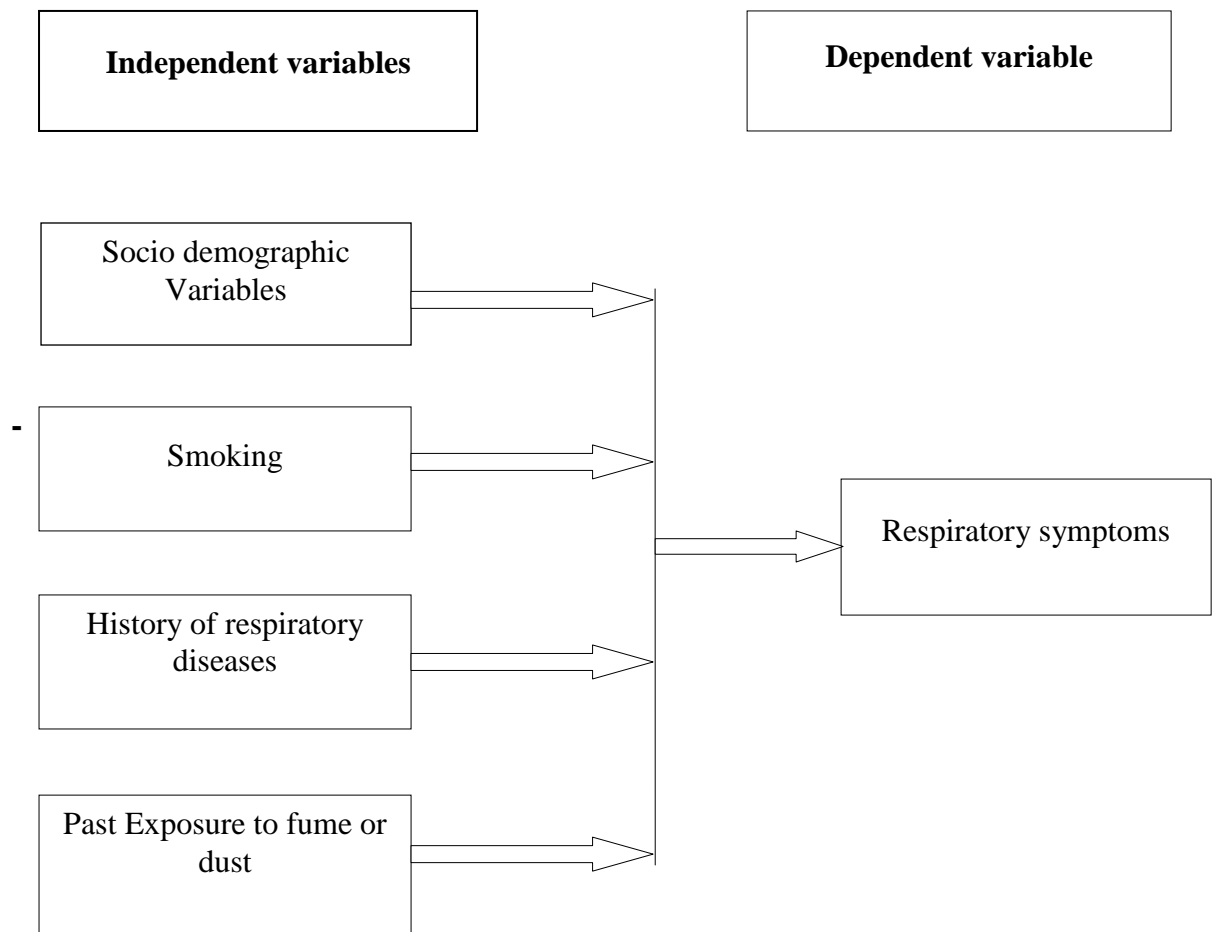 Independent variables
Dependent variable
Socio demographic
Variables
-
Smoking
History of respiratory
diseases
Past Exposure to fume or
dust
Respiratory symptoms